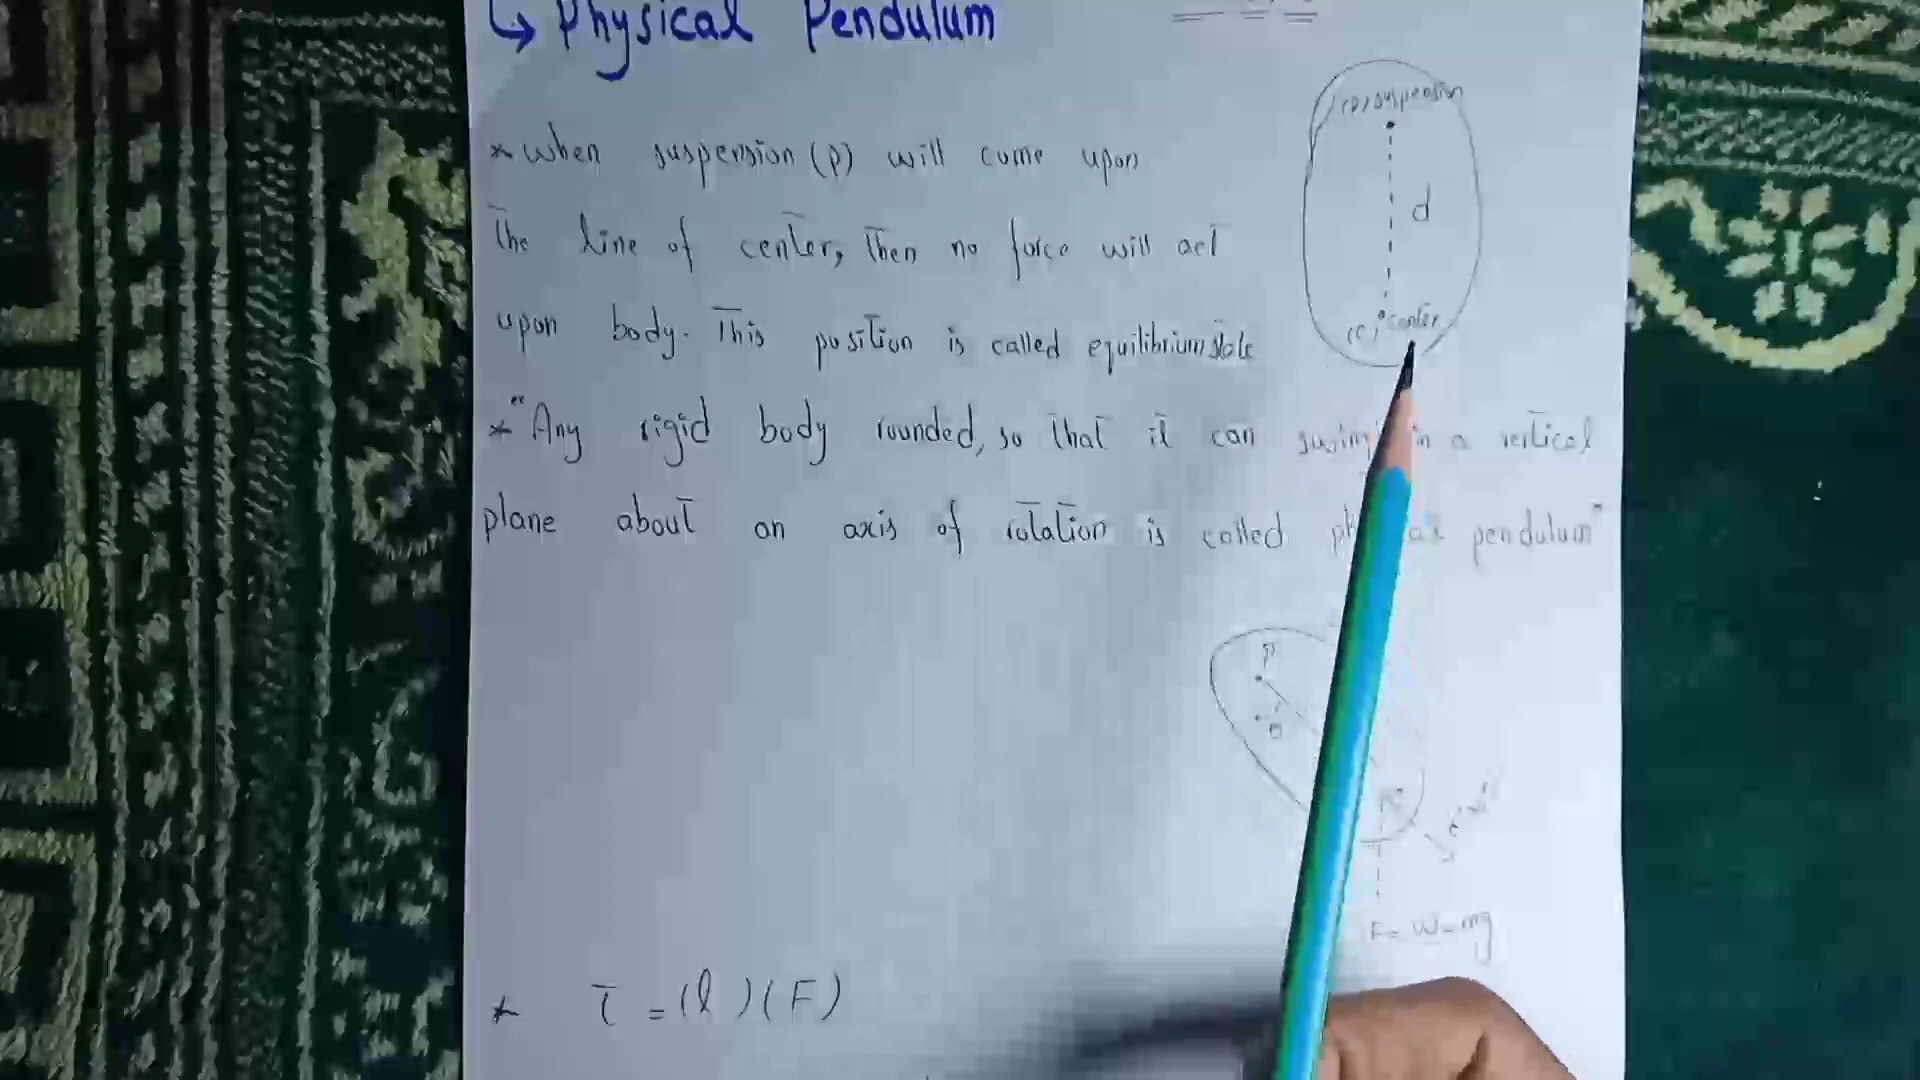 ↳ Physical Pendulum
(P) suspension
* when suspension (P) will come upon
d
The line of center, Then no force will act
upon body. This position is called equilibrium state
(c) center
* "Any rigid body rounded, so that it can swing in a vertical
plane about an axis of rotation is called pendulum"
P
θ
F = W = mg
* τ = (l)(F)